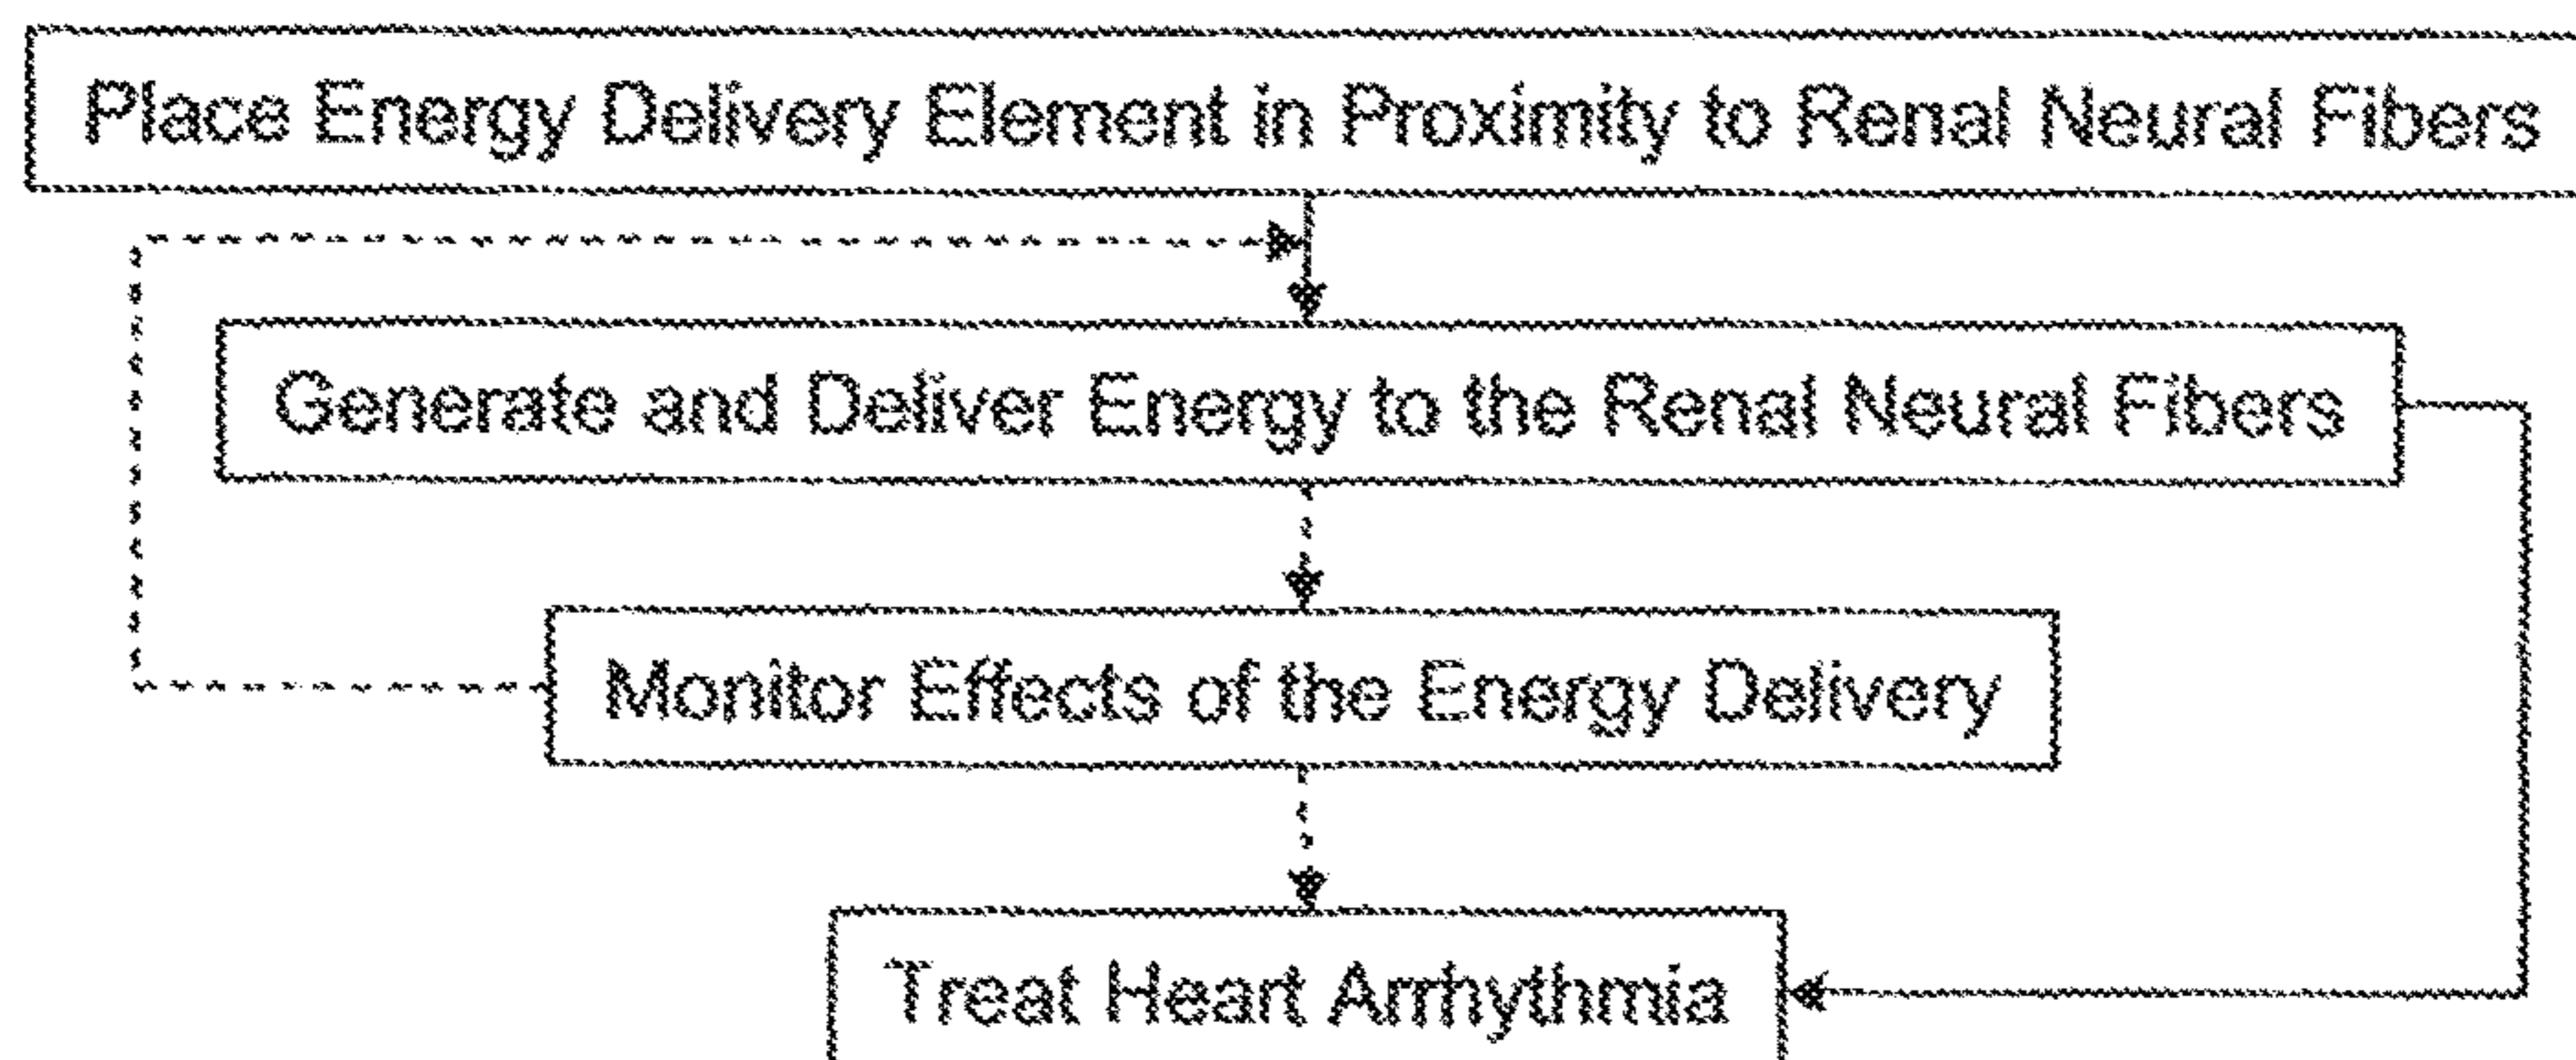 Place Energy Delivery Element in Proximity to Renal Neural Fibers
Generate and Deliver Energy to the Renal Neural Fibers
Monitor Effects of the Energy Delivery
Treat Heart Arrhythmia